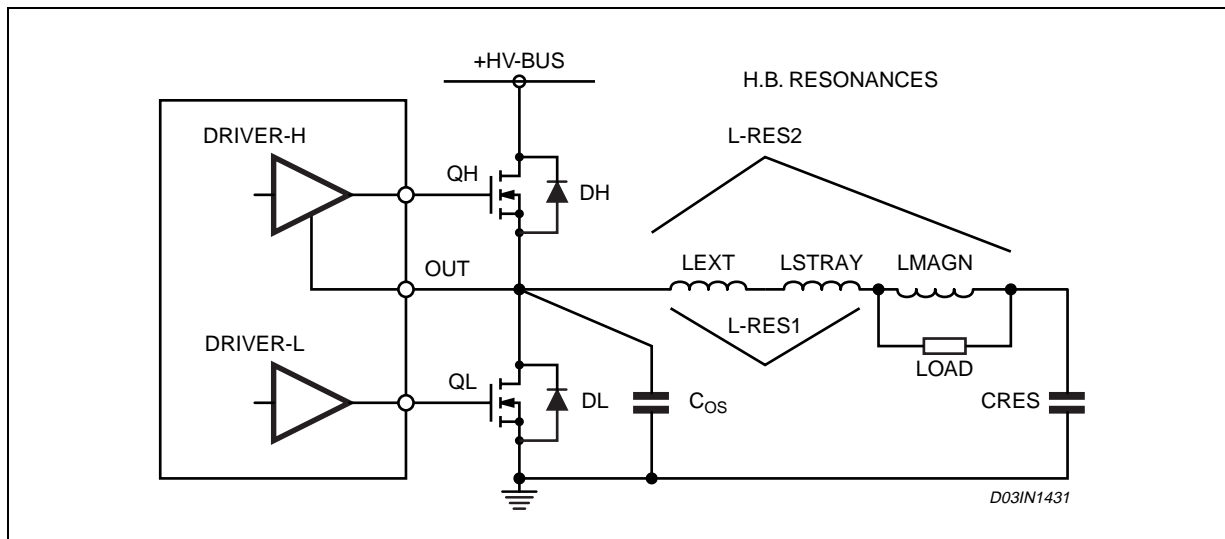 +HV-BUS
H.B. RESONANCES
DRIVER-H
L-RES2
QH
DH
OUT
LEXT
LSTRAY
LMAGN
L-RES1
DRIVER-L
LOAD
QL
DL
COS
CRES
D03IN1431